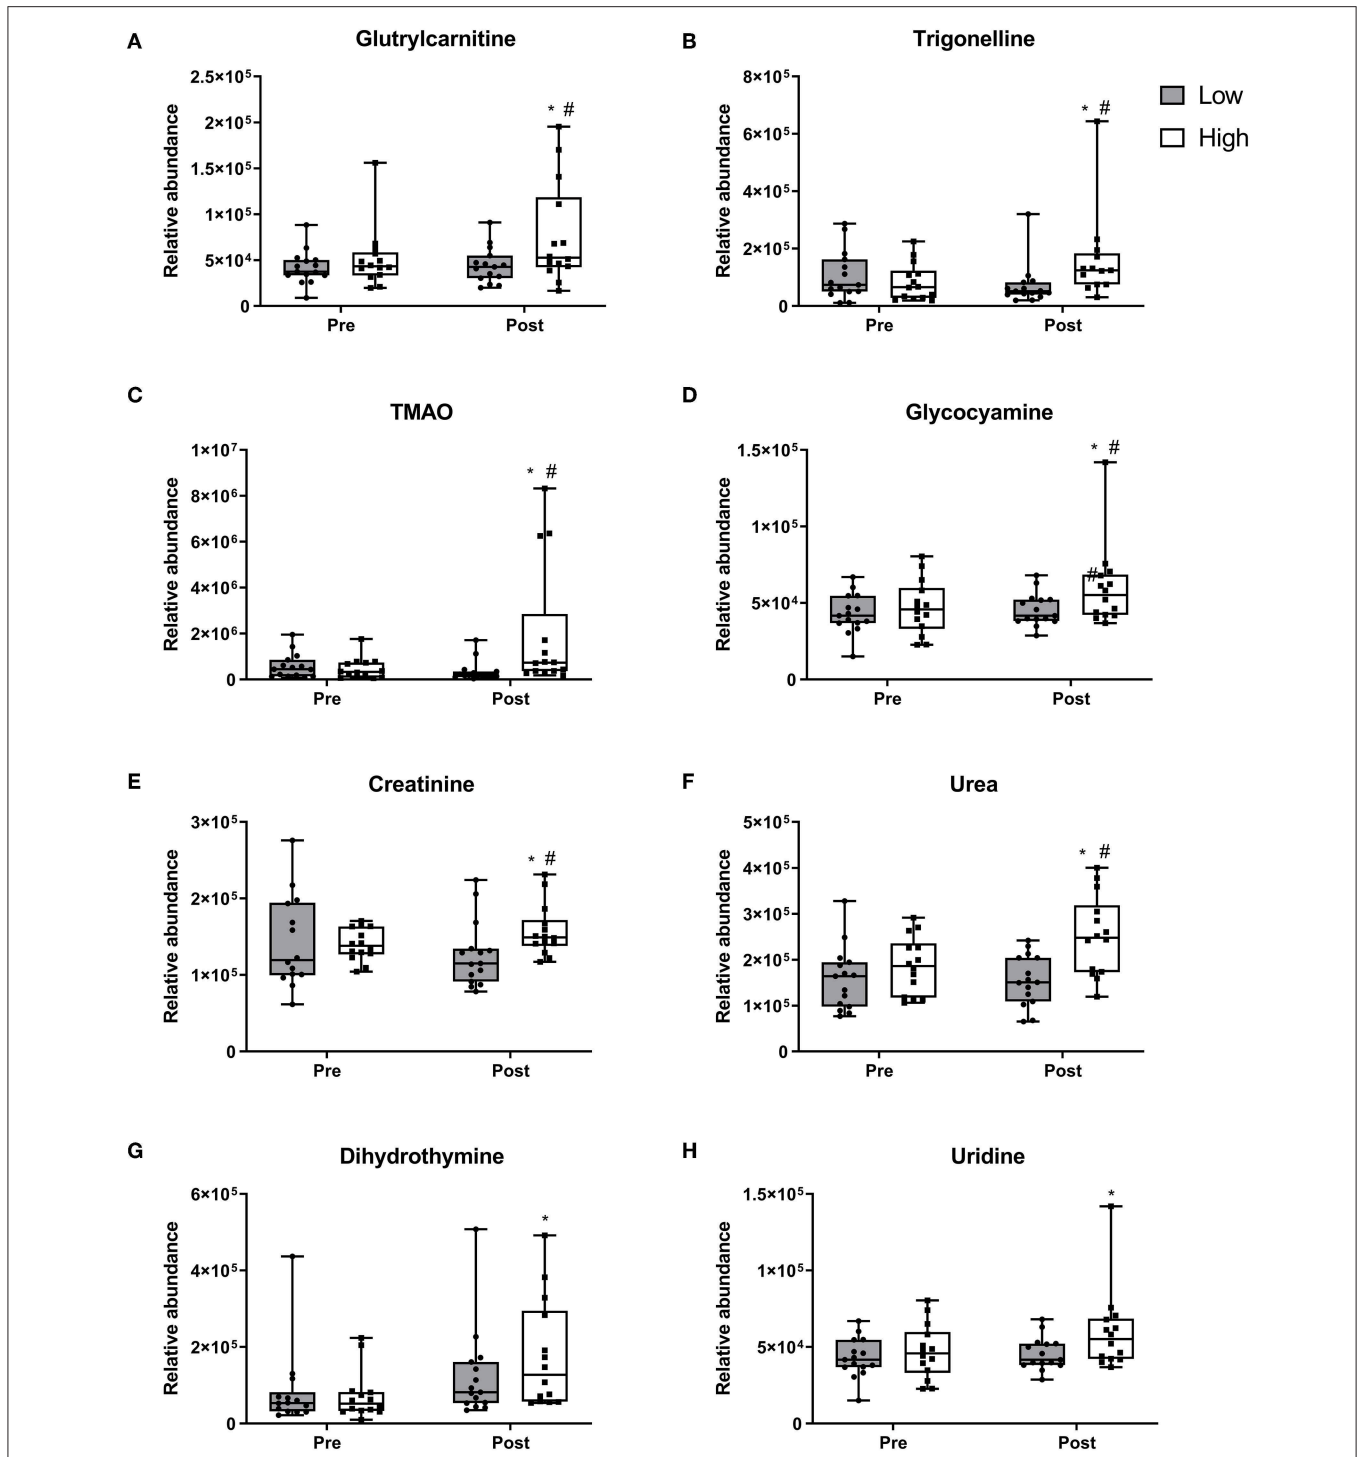 A
Glutrylcarnitine
Relative abundance
2.5×10⁵
2×10⁵
1.5×10⁵
1×10⁵
5×10⁴
0
* #
Pre
Post
B
Trigonelline
Relative abundance
8×10⁵
6×10⁵
4×10⁵
2×10⁵
0
* #
Pre
Post
Low
High
C
TMAO
Relative abundance
1×10⁷
8×10⁶
6×10⁶
4×10⁶
2×10⁶
0
* #
Pre
Post
D
Glycocyamine
Relative abundance
1.5×10⁵
1×10⁵
5×10⁴
0
* #
#
Pre
Post
E
Creatinine
Relative abundance
3×10⁵
2×10⁵
1×10⁵
0
* #
Pre
Post
F
Urea
Relative abundance
5×10⁵
4×10⁵
3×10⁵
2×10⁵
1×10⁵
0
* #
Pre
Post
G
Dihydrothymine
Relative abundance
6×10⁵
4×10⁵
2×10⁵
0
*
Pre
Post
H
Uridine
Relative abundance
1.5×10⁵
1×10⁵
5×10⁴
0
*
Pre
Post